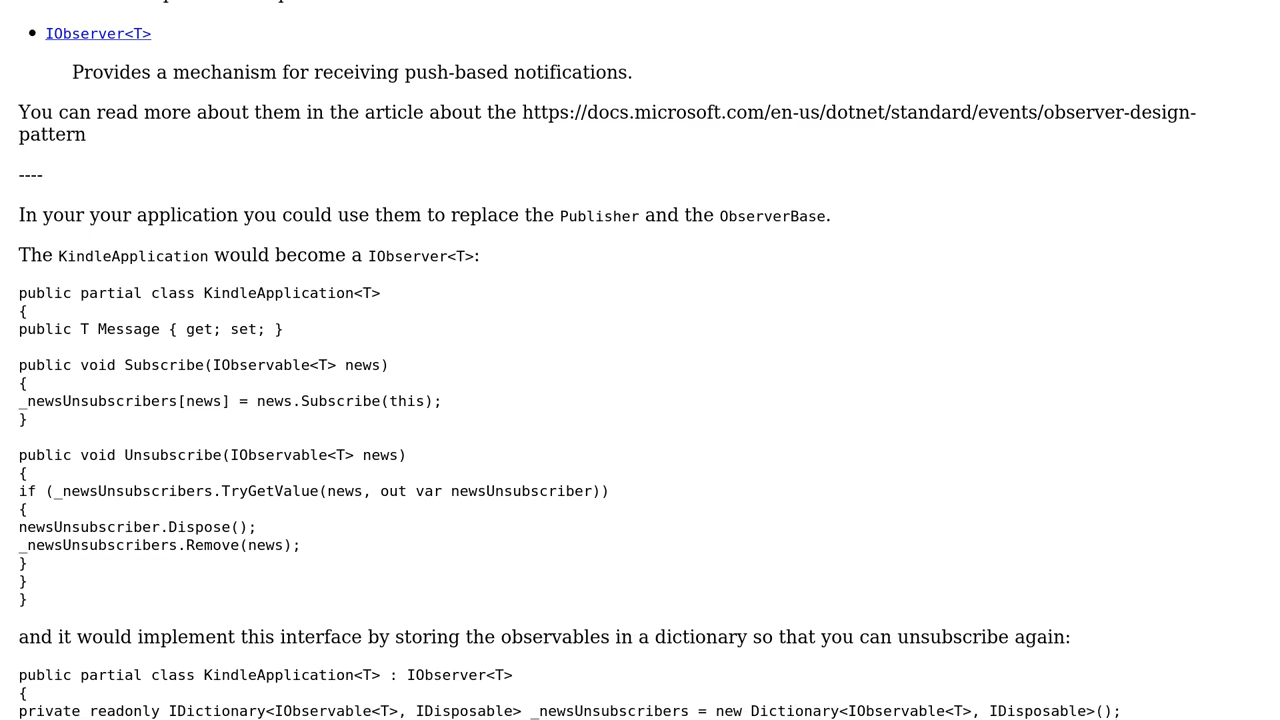 IObserver<T>
Provides a mechanism for receiving push-based notifications.
You can read more about them in the article about the https://docs.microsoft.com/en-us/dotnet/standard/events/observer-design-
pattern
----
In your your application you could use them to replace the Publisher and the ObserverBase.
The KindleApplication would become a IObserver<T>:
public partial class KindleApplication<T>
{
public T Message { get; set; }
public void Subscribe(IObservable<T> news)
{
_newsUnsubscribers[news] = news.Subscribe(this);
}
public void Unsubscribe(IObservable<T> news)
{
if (_newsUnsubscribers.TryGetValue(news, out var newsUnsubscriber))
{
newsUnsubscriber.Dispose();
_newsUnsubscribers.Remove(news);
}
}
}
and it would implement this interface by storing the observables in a dictionary so that you can unsubscribe again:
public partial class KindleApplication<T> : IObserver<T>
{
private readonly IDictionary<IObservable<T>, IDisposable> _newsUnsubscribers = new Dictionary<IObservable<T>, IDisposable>();